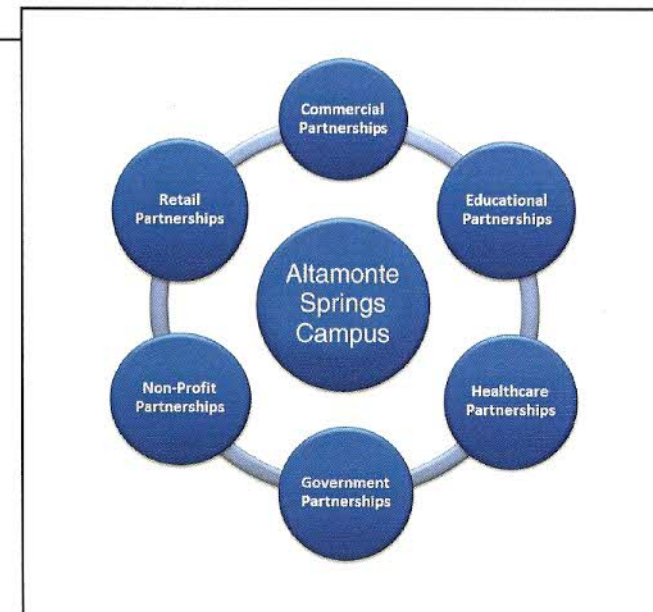 Commercial
Partnerships
Educational
Partnerships
Healthcare
Partnerships
Government
Partnerships
Non-Profit
Partnerships
Retail
Partnerships
Altamonte
Springs
Campus